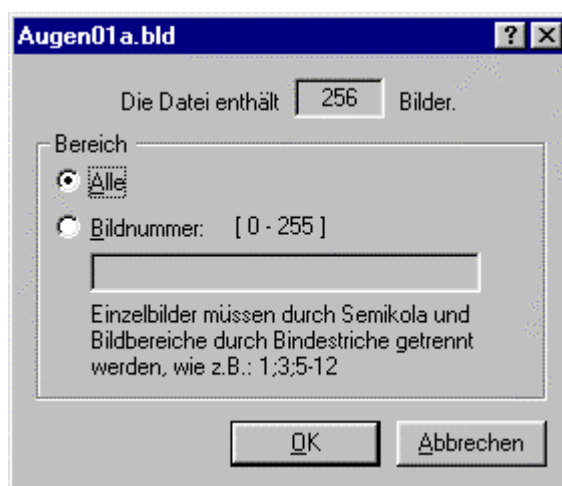 Augen01a.bld
Die Datei enthält 256 Bilder.
Bereich
Alle
Bildnummer: [ 0 - 255 ]
Einzelbilder müssen durch Semikola und
Bildbereiche durch Bindestriche getrennt
werden, wie z.B.: 1;3;5-12
OK Abbrechen